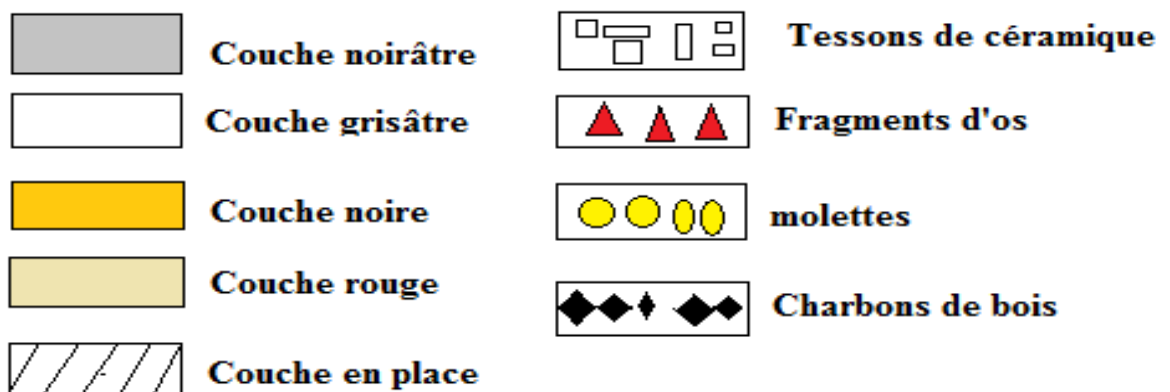 Couche noirâtre
Couche grisâtre
Couche noire
Couche rouge
Couche en place
Tessons de céramique
Fragments d'os
molettes
Charbons de bois